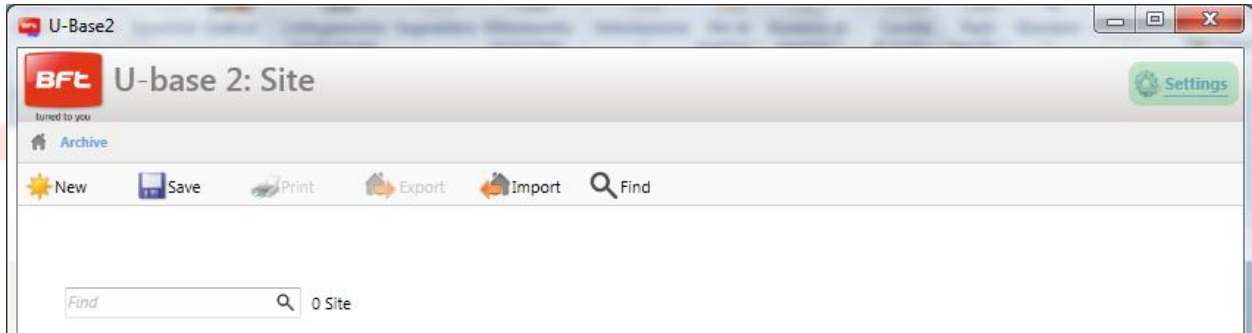 U-Base2
BFt
U-base 2: Site
Settings
tuned to you
Archive
New Save Print Export Import Find
Find 0 Site